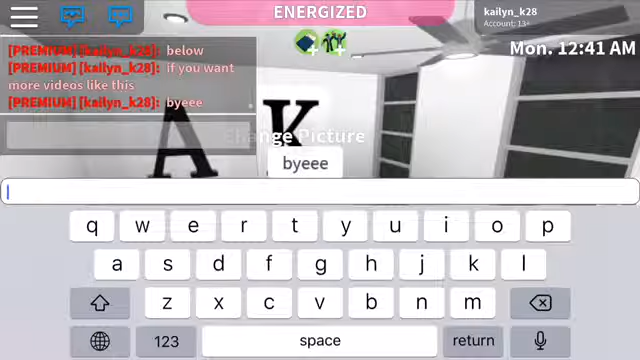 ENERGIZED
kailyn_k28
Account: 13+
Mon. 12:41 AM
[PREMIUM] [kailyn_k28]: below
[PREMIUM] [kailyn_k28]: if you want
more videos like this
[PREMIUM] [kailyn_k28]: byeee
A K
Change Picture
byeee
q w e r t y u i o p
a s d f g h j k l
z x c v b n m
123 space return